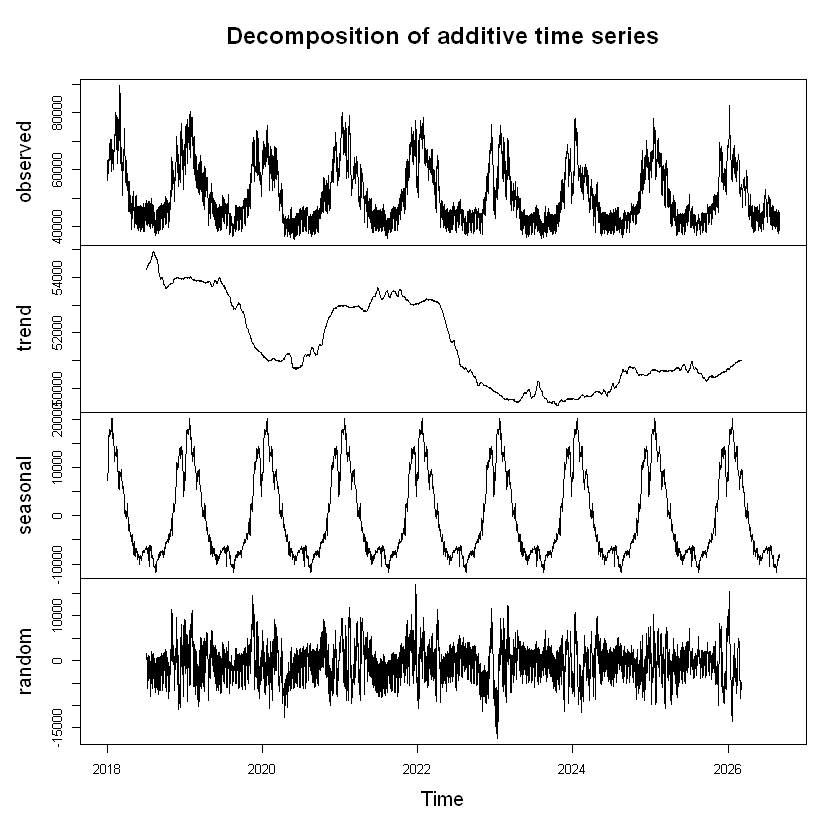 Decomposition of additive time series
observed
80000
60000
40000
trend
54000
52000
50000
seasonal
20000
10000
0
-10000
random
10000
0
-15000
2018 2020 2022 2024 2026
Time